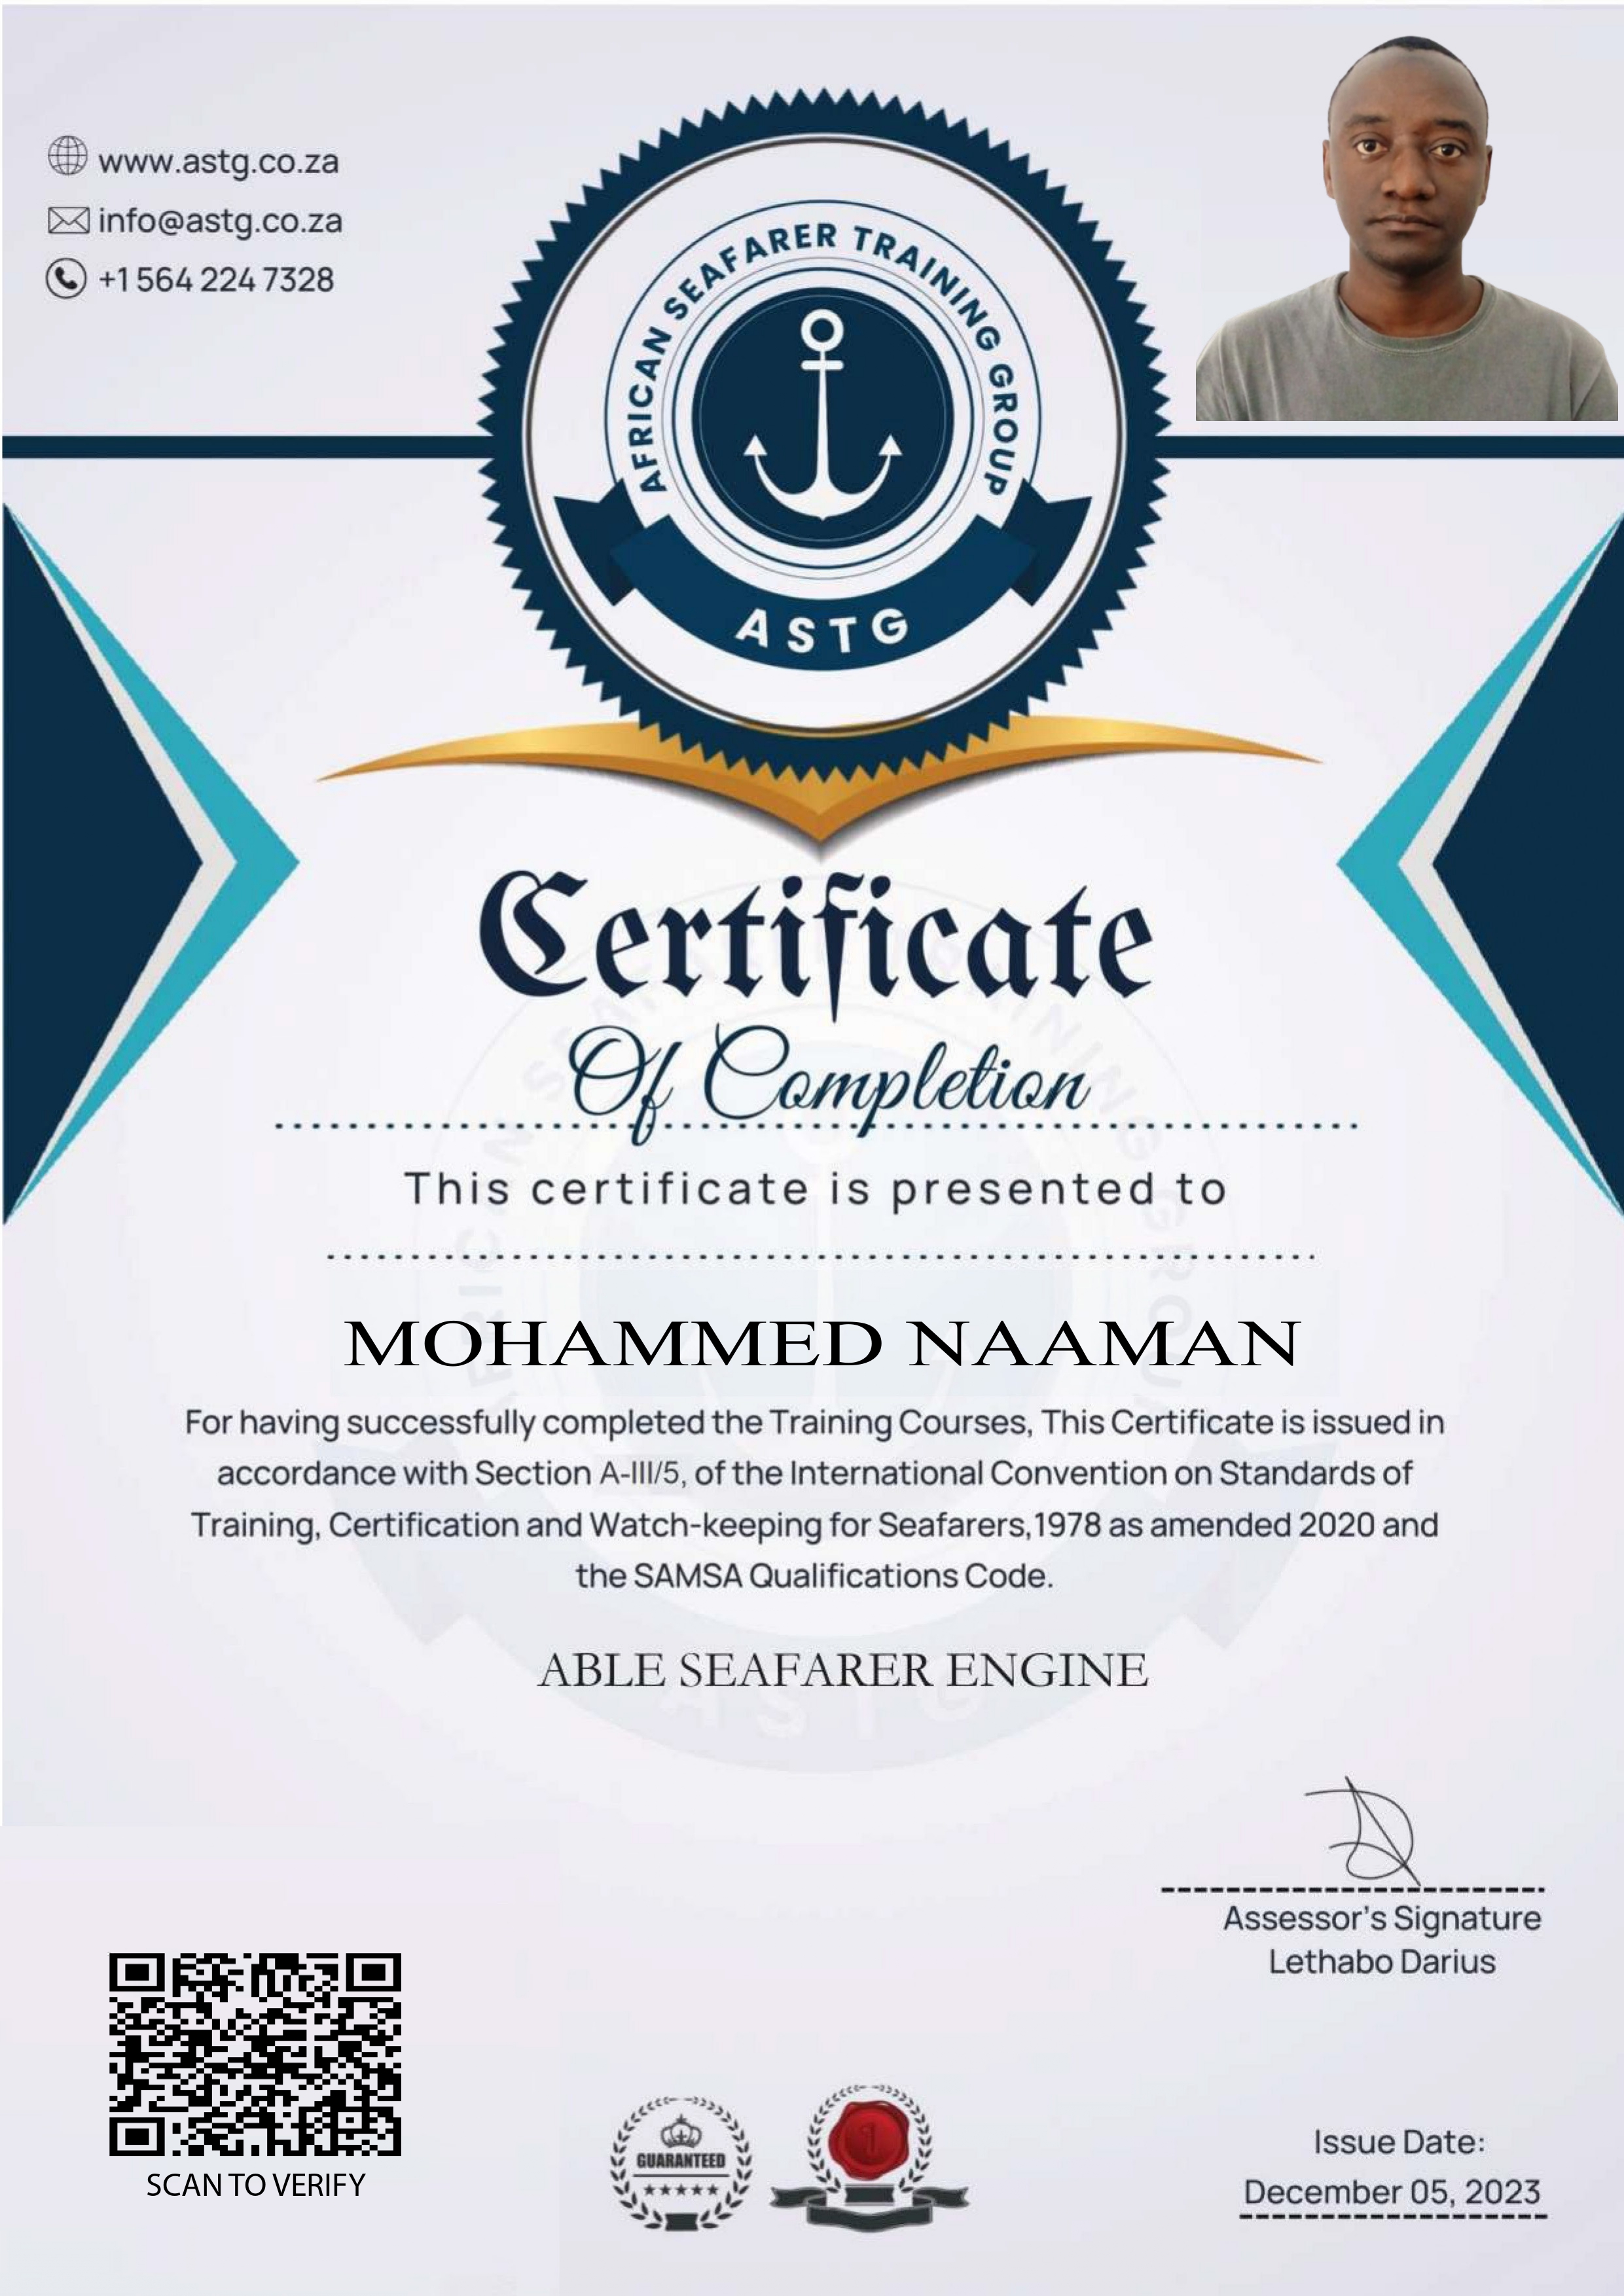 www.astg.co.za
info@astg.co.za
+1 564 224 7328
AFRICAN SEAFARER TRAINING GROUP
ASTG
Certificate
Of Completion
This certificate is presented to
MOHAMMED NAAMAN
For having successfully completed the Training Courses, This Certificate is issued in
accordance with Section A-III/5, of the International Convention on Standards of
Training, Certification and Watch-keeping for Seafarers,1978 as amended 2020 and
the SAMSA Qualifications Code.
ABLE SEAFARER ENGINE
Assessor's Signature
Lethabo Darius
SCAN TO VERIFY
GUARANTEED
1
Issue Date:
December 05, 2023